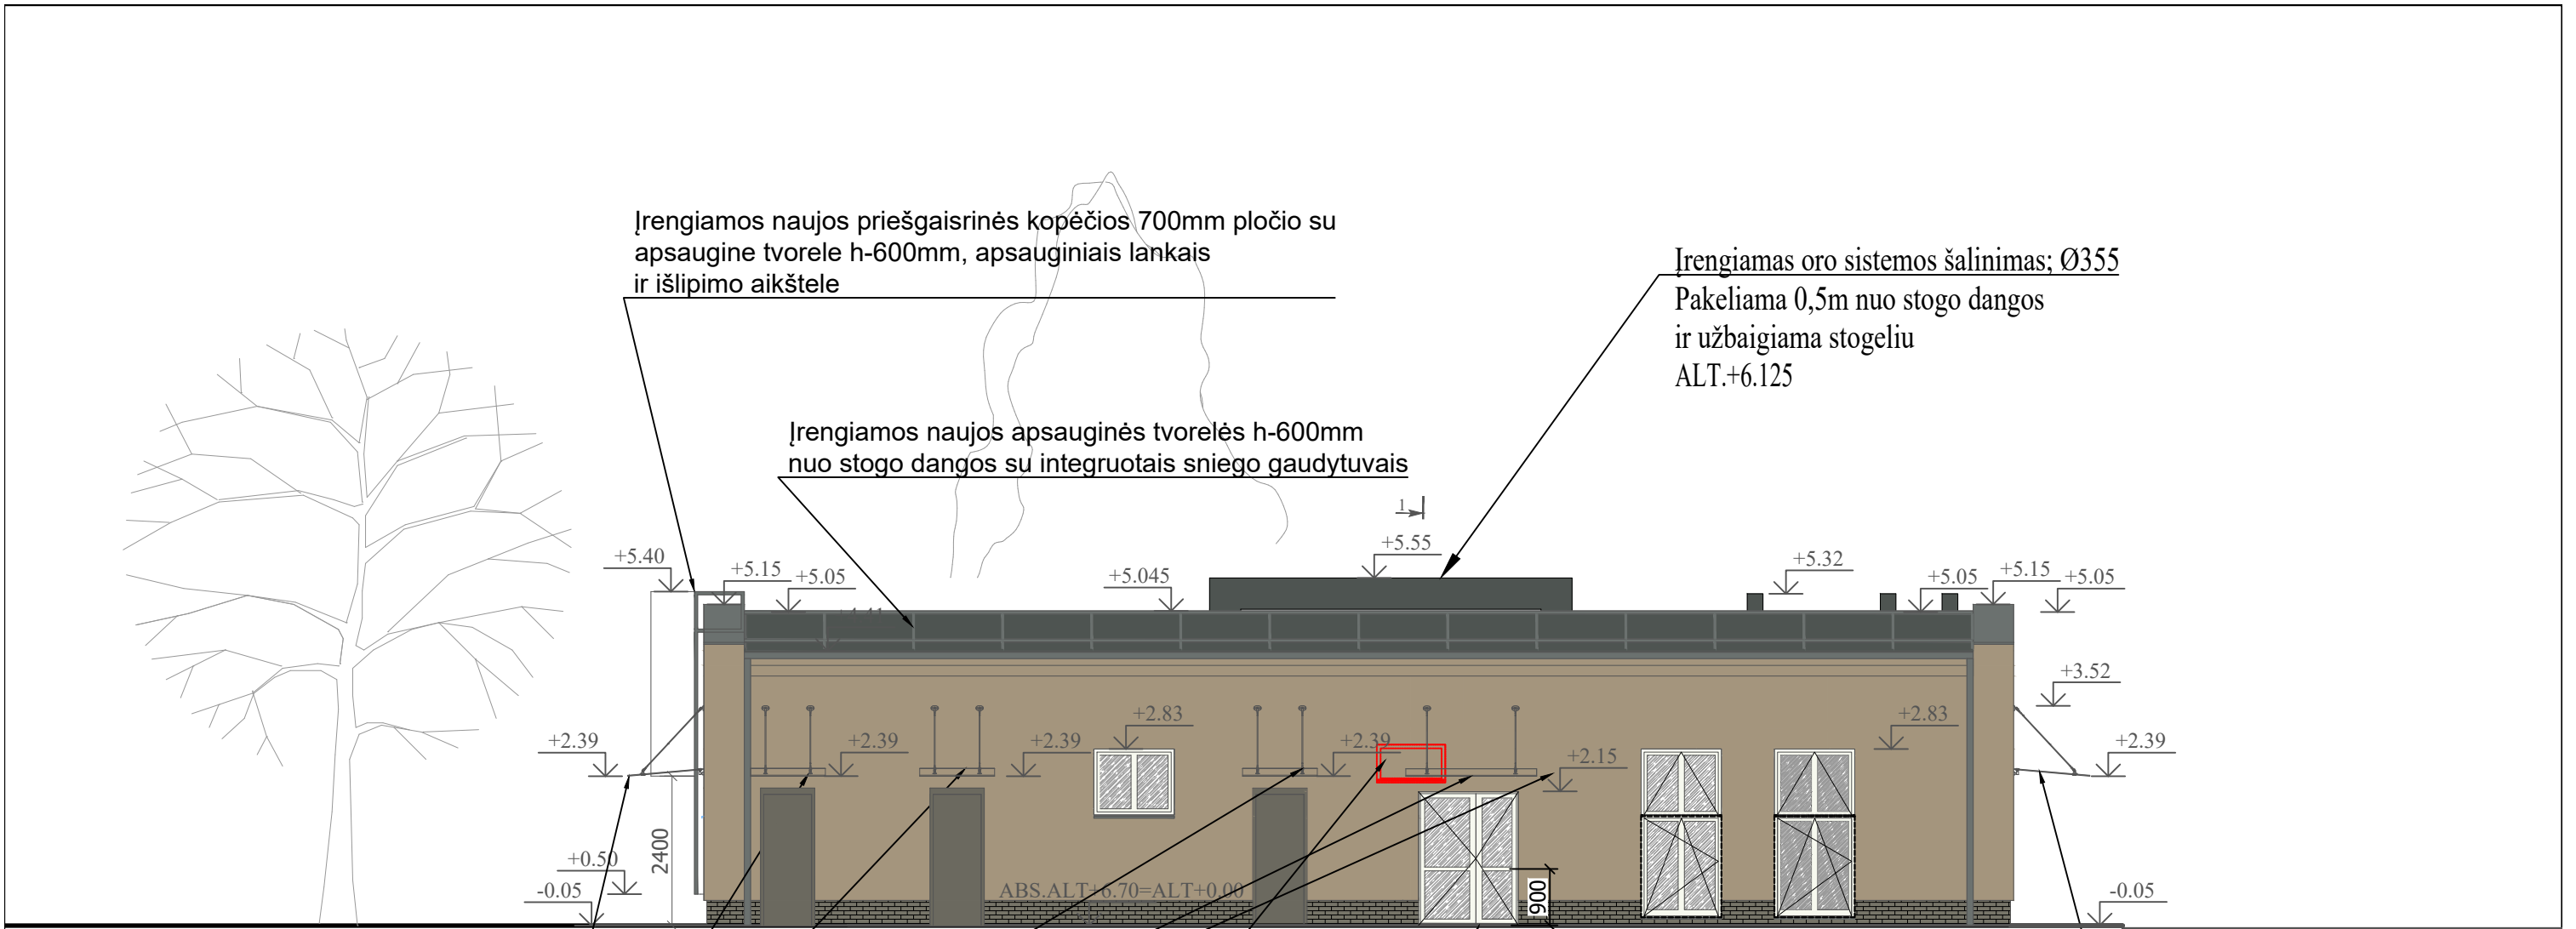 Įrengiamos naujos priešgaisrinės kopėčios 700mm pločio su
apsaugine tvorele h-600mm, apsauginiais lankais
ir išlipimo aikštele
Įrengiamas oro sistemos šalinimas; Ø355
Pakeliama 0,5m nuo stogo dangos
ir užbaigiama stogeliu
ALT.+6.125
Įrengiamos naujos apsauginės tvorelės h-600mm
nuo stogo dangos su integruotais sniego gaudytuvais
1
+5.55
+5.40
+5.15
+5.05
+5.045
+5.32
+5.05
+5.15
+5.05
+3.52
+2.83
+2.83
+2.39
+2.39
+2.39
+2.39
+2.15
+2.39
2400
+0.50
-0.05
ABS.ALT+6.70=ALT+0.00
900
-0.05